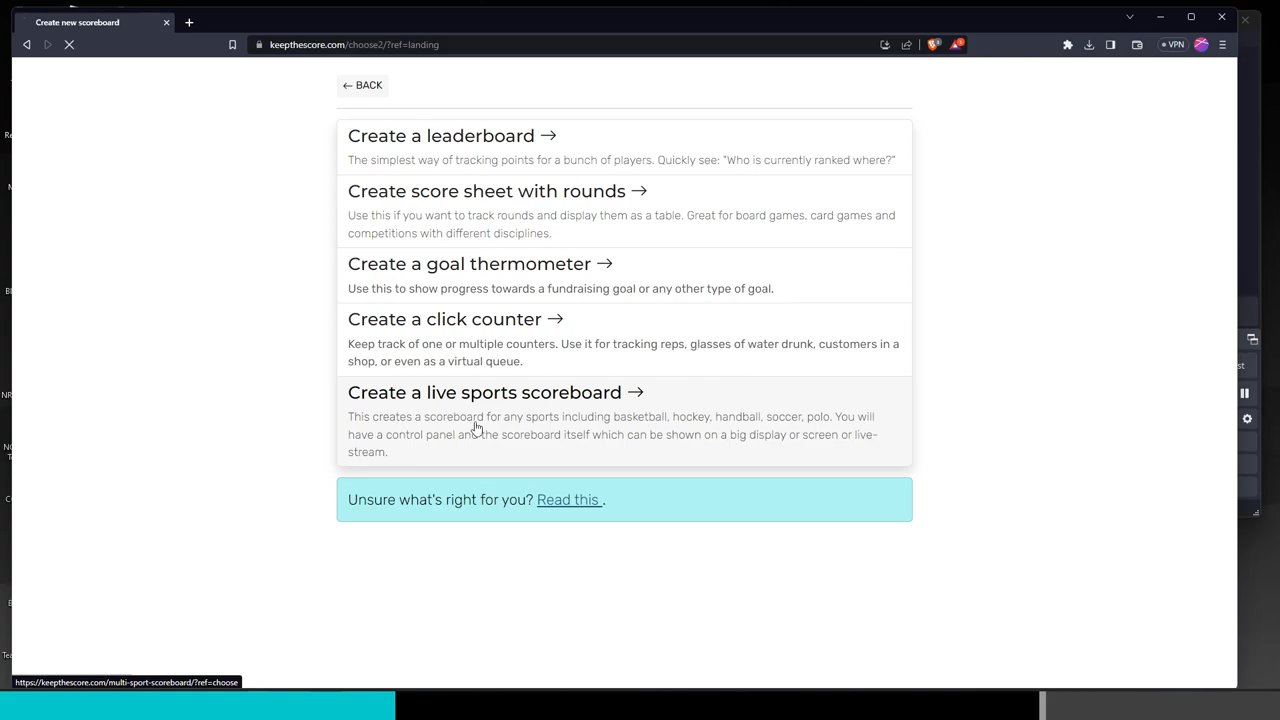 Create new scoreboard
keepthescore.com/choose2/?ref=landing
VPN
← BACK
Create a leaderboard →
The simplest way of tracking points for a bunch of players. Quickly see: "Who is currently ranked where?"
Create score sheet with rounds →
Use this if you want to track rounds and display them as a table. Great for board games, card games and
competitions with different disciplines.
Create a goal thermometer →
Use this to show progress towards a fundraising goal or any other type of goal.
Create a click counter →
Keep track of one or multiple counters. Use it for tracking reps, glasses of water drunk, customers in a
shop, or even as a virtual queue.
Create a live sports scoreboard →
This creates a scoreboard for any sports including basketball, hockey, handball, soccer, polo. You will
have a control panel and the scoreboard itself which can be shown on a big display or screen or live-
stream.
Unsure what's right for you? Read this .
https://keepthescore.com/multi-sport-scoreboard/?ref=choose